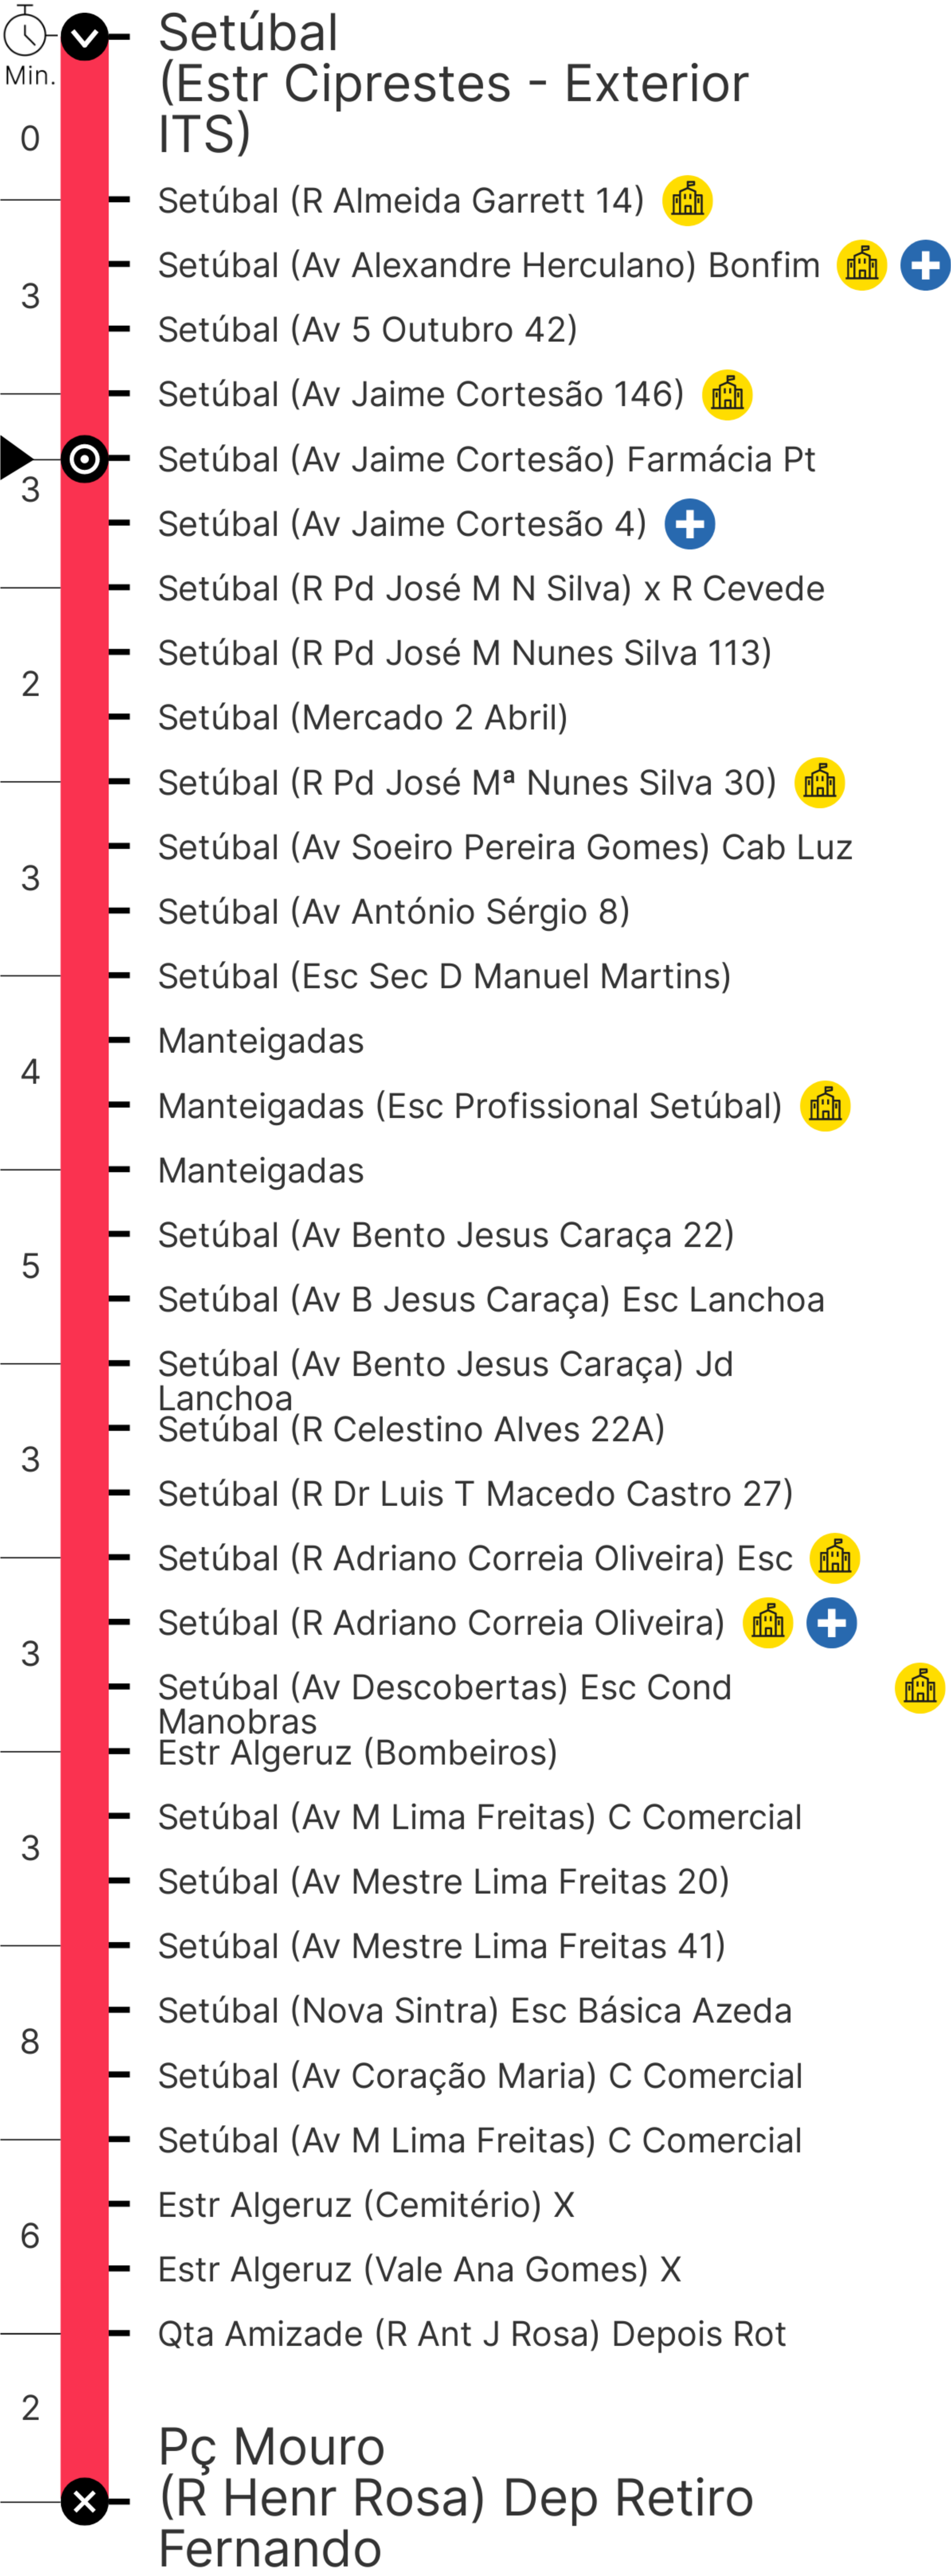 Setúbal
(Estr Ciprestes - Exterior
ITS)
Min.
0
Setúbal (R Almeida Garrett 14)
Setúbal (Av Alexandre Herculano) Bonfim
3
Setúbal (Av 5 Outubro 42)
Setúbal (Av Jaime Cortesão 146)
Setúbal (Av Jaime Cortesão) Farmácia Pt
3
Setúbal (Av Jaime Cortesão 4)
Setúbal (R Pd José M N Silva) x R Cevede
Setúbal (R Pd José M Nunes Silva 113)
2
Setúbal (Mercado 2 Abril)
Setúbal (R Pd José Mª Nunes Silva 30)
Setúbal (Av Soeiro Pereira Gomes) Cab Luz
3
Setúbal (Av António Sérgio 8)
Setúbal (Esc Sec D Manuel Martins)
Manteigadas
4
Manteigadas (Esc Profissional Setúbal)
Manteigadas
Setúbal (Av Bento Jesus Caraça 22)
5
Setúbal (Av B Jesus Caraça) Esc Lanchoa
Setúbal (Av Bento Jesus Caraça) Jd
Lanchoa
Setúbal (R Celestino Alves 22A)
3
Setúbal (R Dr Luis T Macedo Castro 27)
Setúbal (R Adriano Correia Oliveira) Esc
Setúbal (R Adriano Correia Oliveira)
3
Setúbal (Av Descobertas) Esc Cond
Manobras
Estr Algeruz (Bombeiros)
Setúbal (Av M Lima Freitas) C Comercial
3
Setúbal (Av Mestre Lima Freitas 20)
Setúbal (Av Mestre Lima Freitas 41)
Setúbal (Nova Sintra) Esc Básica Azeda
8
Setúbal (Av Coração Maria) C Comercial
Setúbal (Av M Lima Freitas) C Comercial
Estr Algeruz (Cemitério) X
6
Estr Algeruz (Vale Ana Gomes) X
Qta Amizade (R Ant J Rosa) Depois Rot
2
Pç Mouro
(R Henr Rosa) Dep Retiro
Fernando